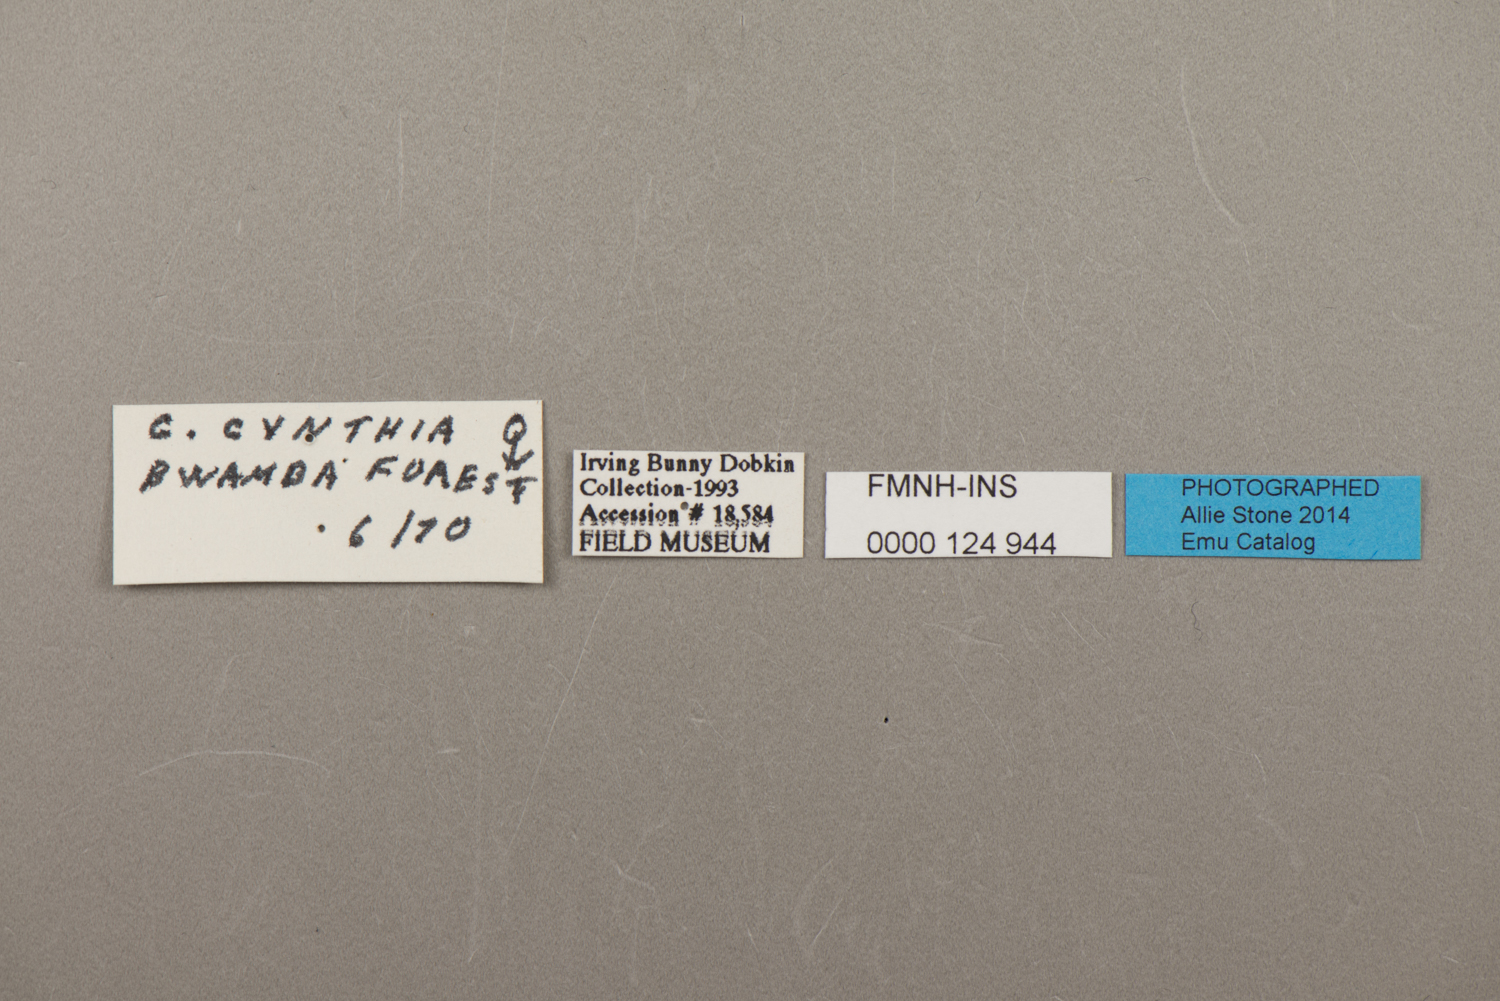 C. CYNTHIA ♀
BWAMBA FOREST
6/70
Irving Bunny Dobkin
Collection-1993
Accession # 18,584
FIELD MUSEUM
FMNH-INS
0000 124 944
PHOTOGRAPHED
Allie Stone 2014
Emu Catalog